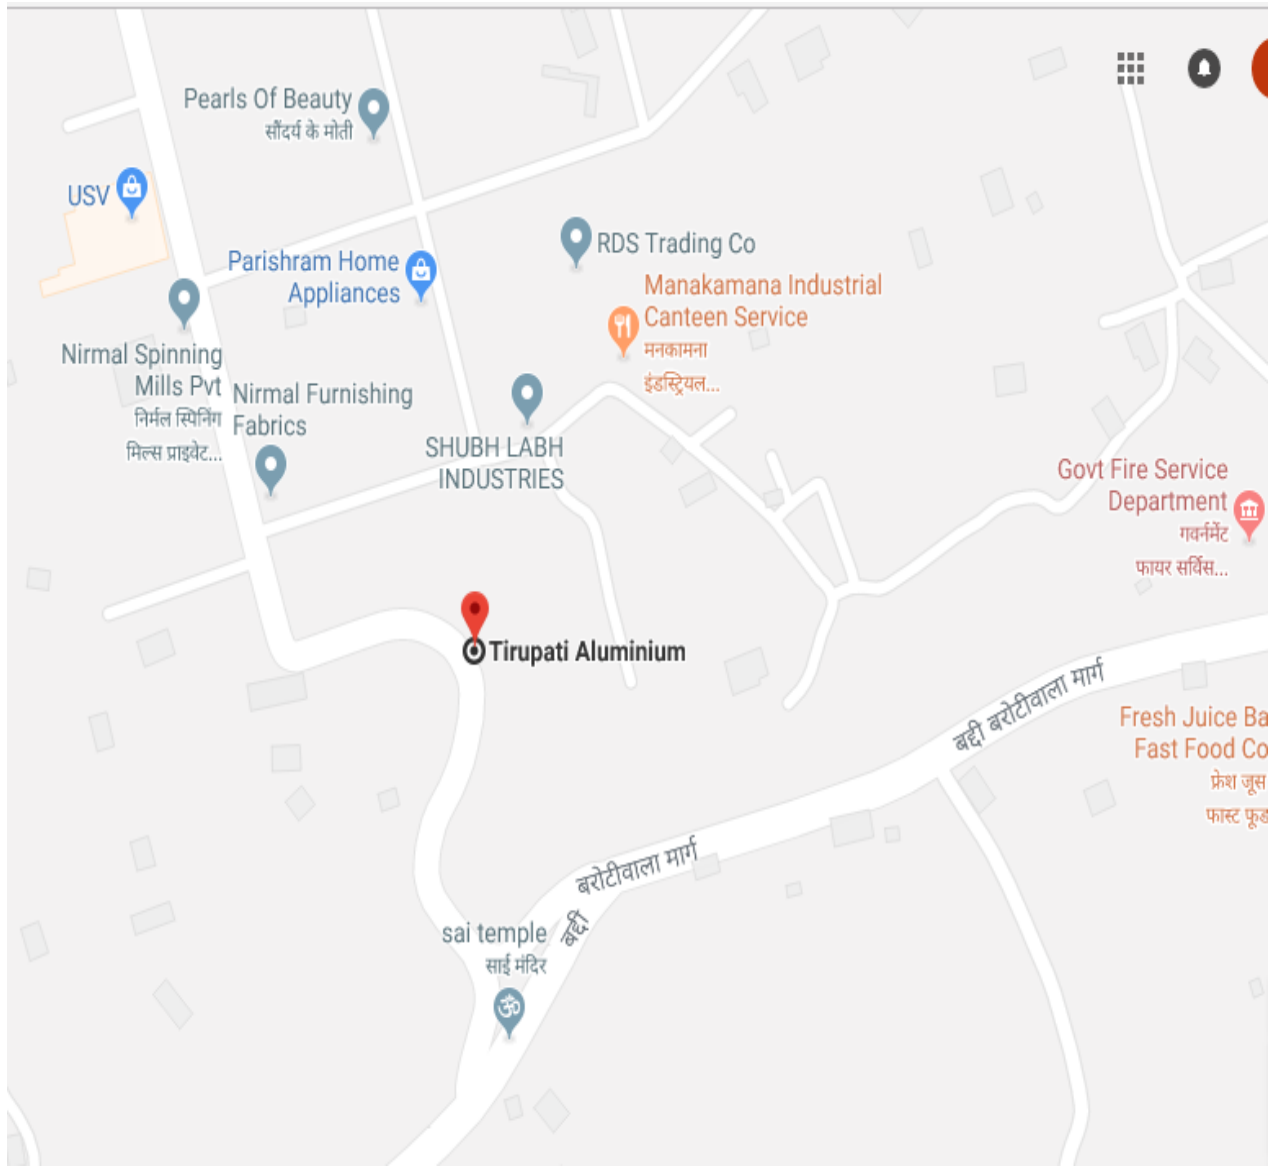 Pearls Of Beauty
सौंदर्य के मोती
USV
RDS Trading Co
Parishram Home
Appliances
Manakamana Industrial
Canteen Service
मनकामना
इंडस्ट्रियल...
Nirmal Spinning
Mills Pvt
निर्मल स्पिनिंग
मिल्स प्राइवेट...
Nirmal Furnishing
Fabrics
SHUBH LABH
INDUSTRIES
Govt Fire Service
Department
गवर्नमेंट
फायर सर्विस...
Tirupati Aluminium
बद्दी बरोटीवाला मार्ग
Fresh Juice Ba
Fast Food Co
फ्रेश जूस
फास्ट फूड
बद्दी बरोटीवाला मार्ग
sai temple
साई मंदिर
ॐ